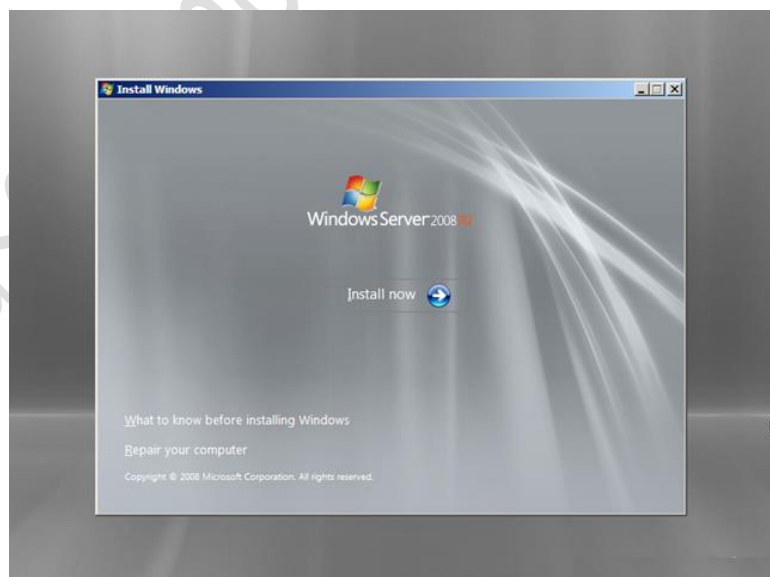 Install Windows
Windows Server 2008 R2
Install now
What to know before installing Windows
Repair your computer
Copyright © 2008 Microsoft Corporation. All rights reserved.